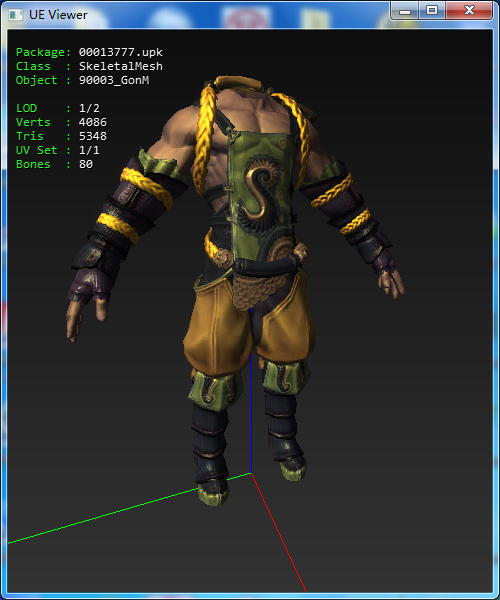 UE Viewer
Package: 00013777.upk
Class  : SkeletalMesh
Object : 90003_GonM
LOD    : 1/2
Verts  : 4086
Tris   : 5348
UV Set : 1/1
Bones  : 80